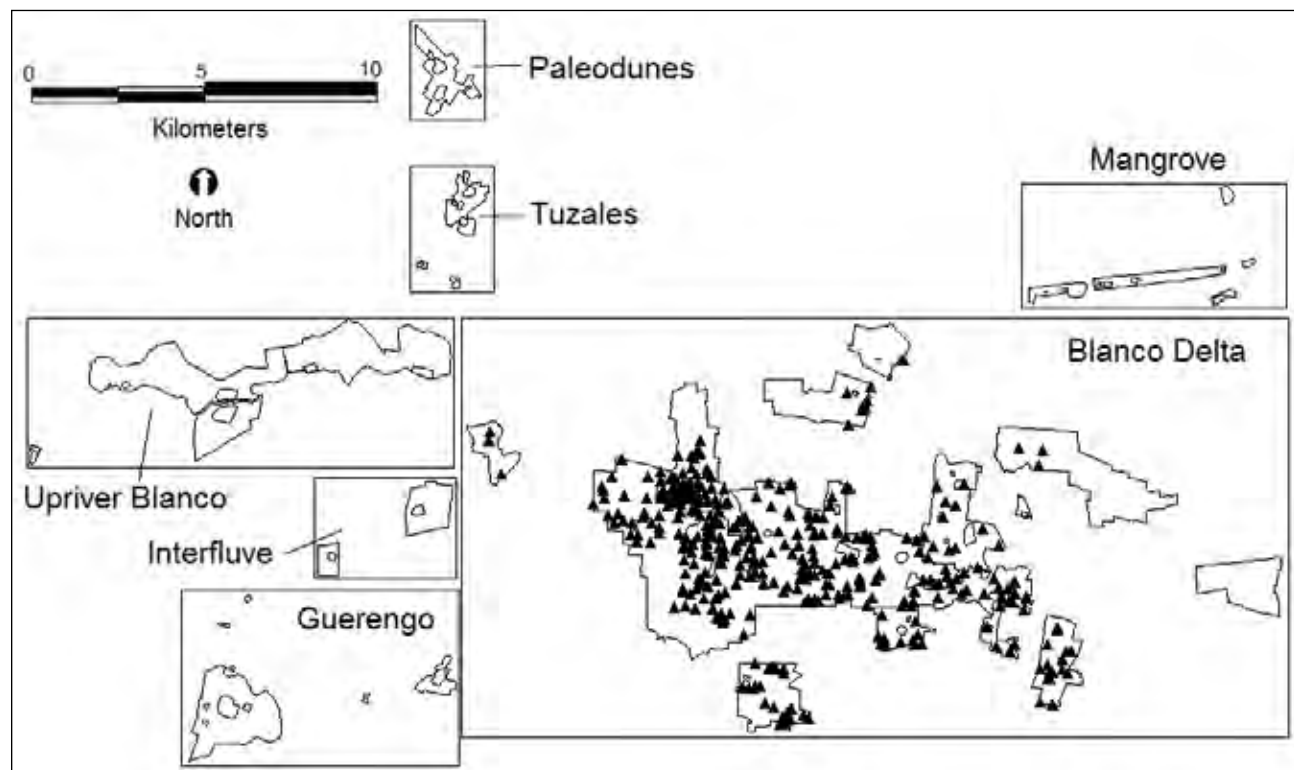 Paleodunes
0 5 10
Kilometers
North
Tuzales
Mangrove
Blanco Delta
Upriver Blanco
Interfluve
Guerengo